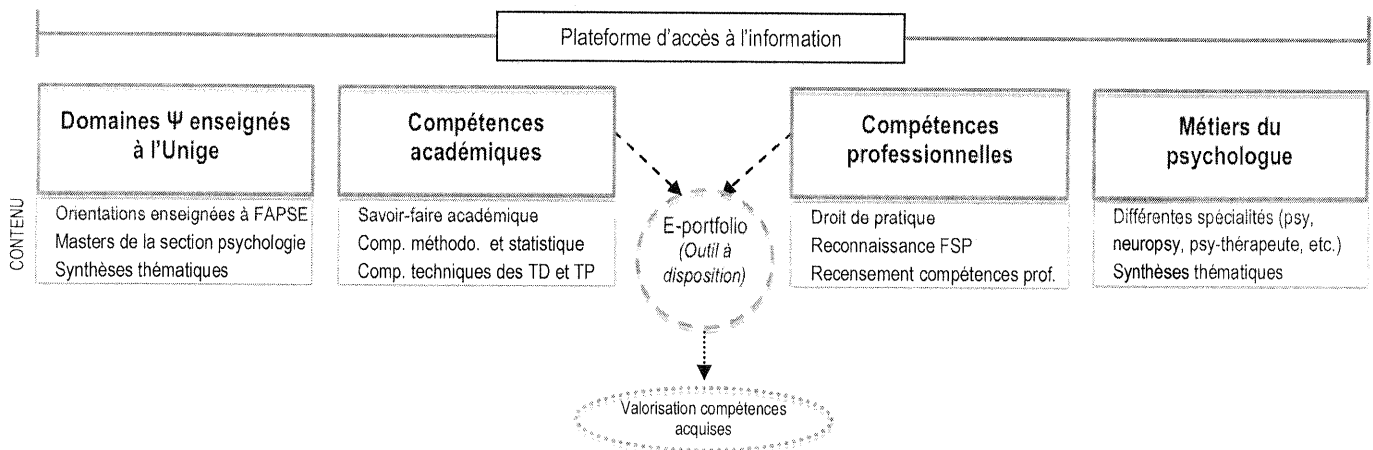 Plateforme d'accès à l'information
Domaines Ψ enseignés
à l'Unige
Compétences
académiques
Compétences
professionnelles
Métiers du
psychologue
CONTENU
Orientations enseignées à FAPSE
Masters de la section psychologie
Synthèses thématiques
Savoir-faire académique
Comp. méthodo. et statistique
Comp. techniques des TD et TP
E-portfolio
(Outil à
disposition)
Droit de pratique
Reconnaissance FSP
Recensement compétences prof.
Différentes spécialités (psy,
neuropsy, psy-thérapeute, etc.)
Synthèses thématiques
Valorisation compétences
acquises